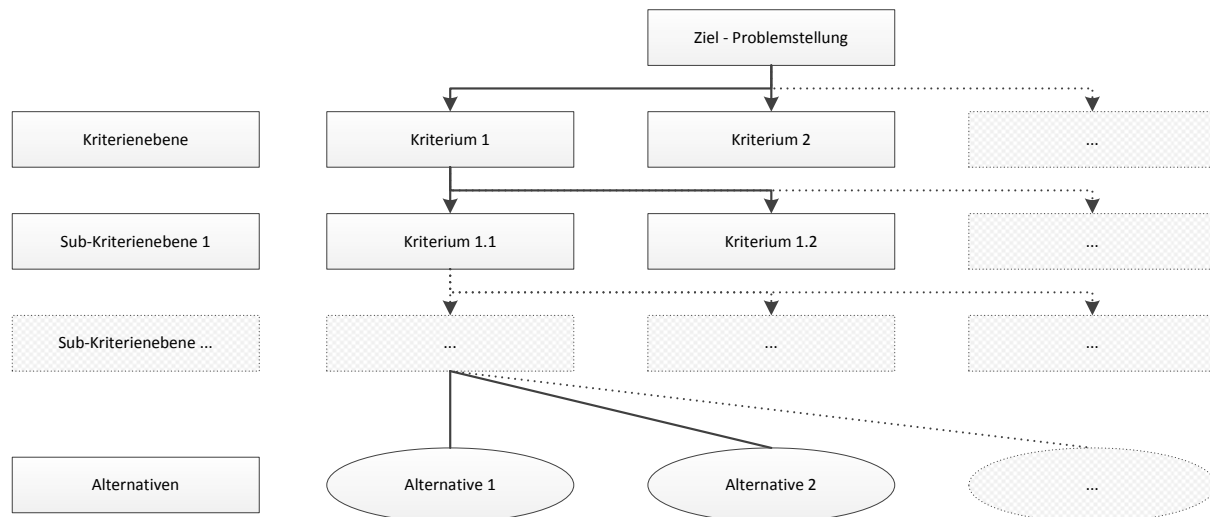 Ziel - Problemstellung
Kriterienebene
Kriterium 1
Kriterium 2
...
Sub-Kriterienebene 1
Kriterium 1.1
Kriterium 1.2
...
Sub-Kriterienebene ...
...
...
...
Alternativen
Alternative 1
Alternative 2
...